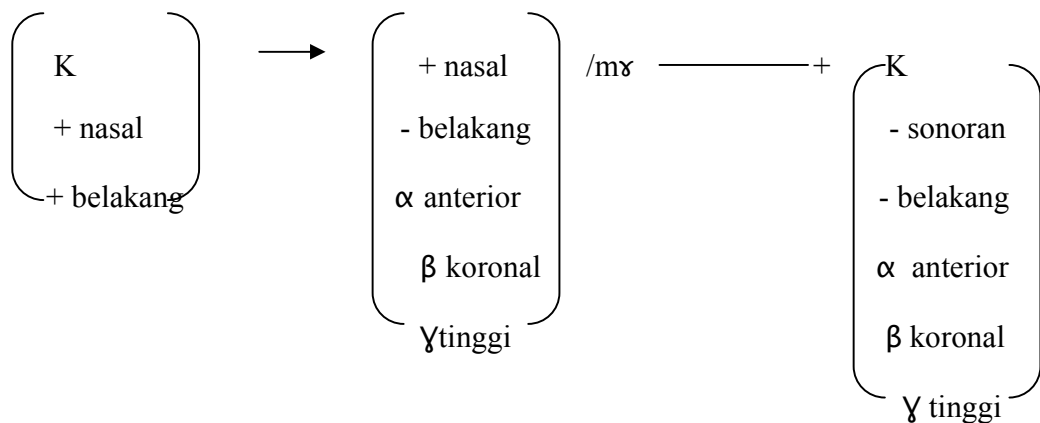 K
+ nasal
+ belakang
+ nasal
- belakang
α anterior
β koronal
Ɣtinggi
/mɤ
+
K
- sonoran
- belakang
α anterior
β koronal
Ɣ tinggi